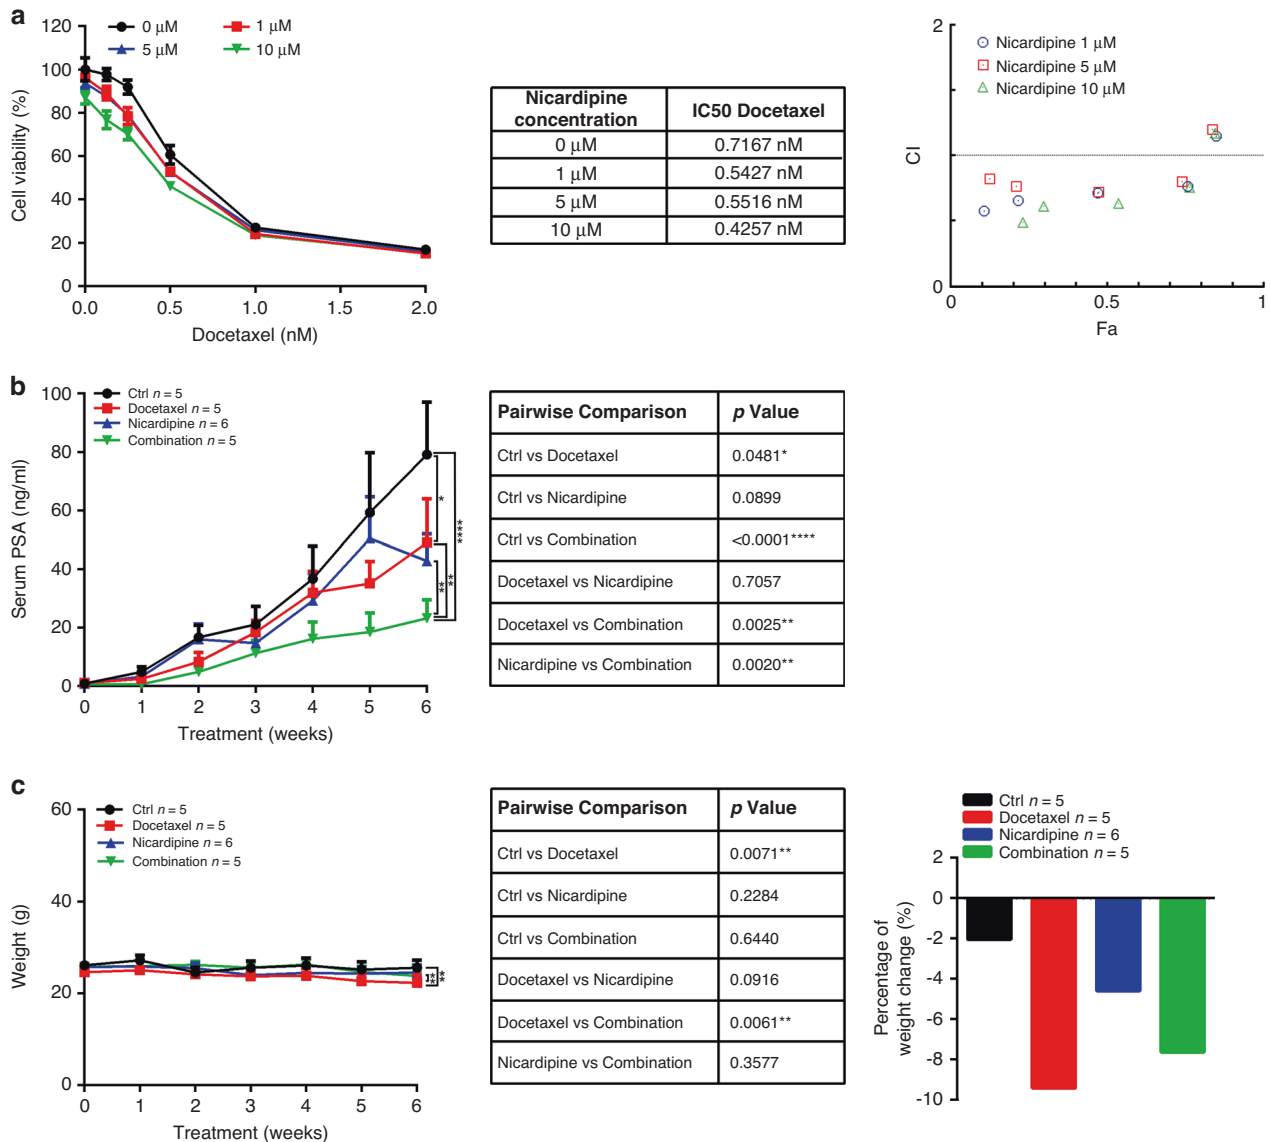 a
120
100
80
60
40
20
0
Cell viability (%)
0 µM
1 µM
5 µM
10 µM
0.0
0.5
1.0
1.5
2.0
Docetaxel (nM)
Nicardipine concentration
IC50 Docetaxel
0 µM
0.7167 nM
1 µM
0.5427 nM
5 µM
0.5516 nM
10 µM
0.4257 nM
2
1
0
CI
Nicardipine 1 µM
Nicardipine 5 µM
Nicardipine 10 µM
0
0.5
1
Fa
b
100
80
60
40
20
0
Serum PSA (ng/ml)
Ctrl n = 5
Docetaxel n = 5
Nicardipine n = 6
Combination n = 5
*
**
**
****
0
1
2
3
4
5
6
Treatment (weeks)
Pairwise Comparison
p Value
Ctrl vs Docetaxel
0.0481*
Ctrl vs Nicardipine
0.0899
Ctrl vs Combination
<0.0001****
Docetaxel vs Nicardipine
0.7057
Docetaxel vs Combination
0.0025**
Nicardipine vs Combination
0.0020**
c
60
40
20
0
Weight (g)
Ctrl n = 5
Docetaxel n = 5
Nicardipine n = 6
Combination n = 5
**
**
0
1
2
3
4
5
6
Treatment (weeks)
Pairwise Comparison
p Value
Ctrl vs Docetaxel
0.0071**
Ctrl vs Nicardipine
0.2284
Ctrl vs Combination
0.6440
Docetaxel vs Nicardipine
0.0916
Docetaxel vs Combination
0.0061**
Nicardipine vs Combination
0.3577
Ctrl n = 5
Docetaxel n = 5
Nicardipine n = 6
Combination n = 5
2
0
-2
-4
-6
-8
-10
Percentage of
weight change (%)